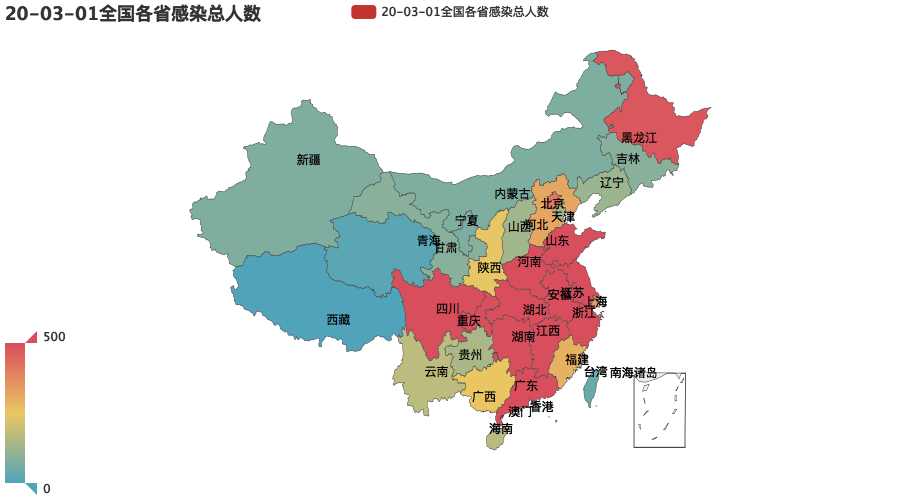 20-03-01全国各省感染总人数
20-03-01全国各省感染总人数
黑龙江
吉林
新疆
辽宁
内蒙古
北京
天津
宁夏
山西
河北
青海
甘肃
山东
河南
陕西
安徽
江苏
上海
四川
湖北
浙江
西藏
重庆
江西
湖南
500
贵州
福建
云南
台湾
南海诸岛
广东
广西
香港
澳门
海南
0